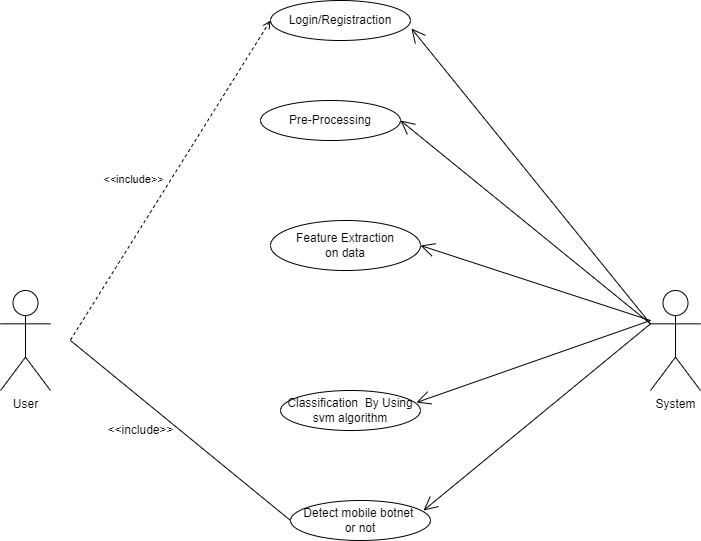 Login/Registraction
Pre-Processing
<<include>>
Feature Extraction
on data
User
System
Classification By Using
svm algorithm
<<include>>
Detect mobile botnet
or not